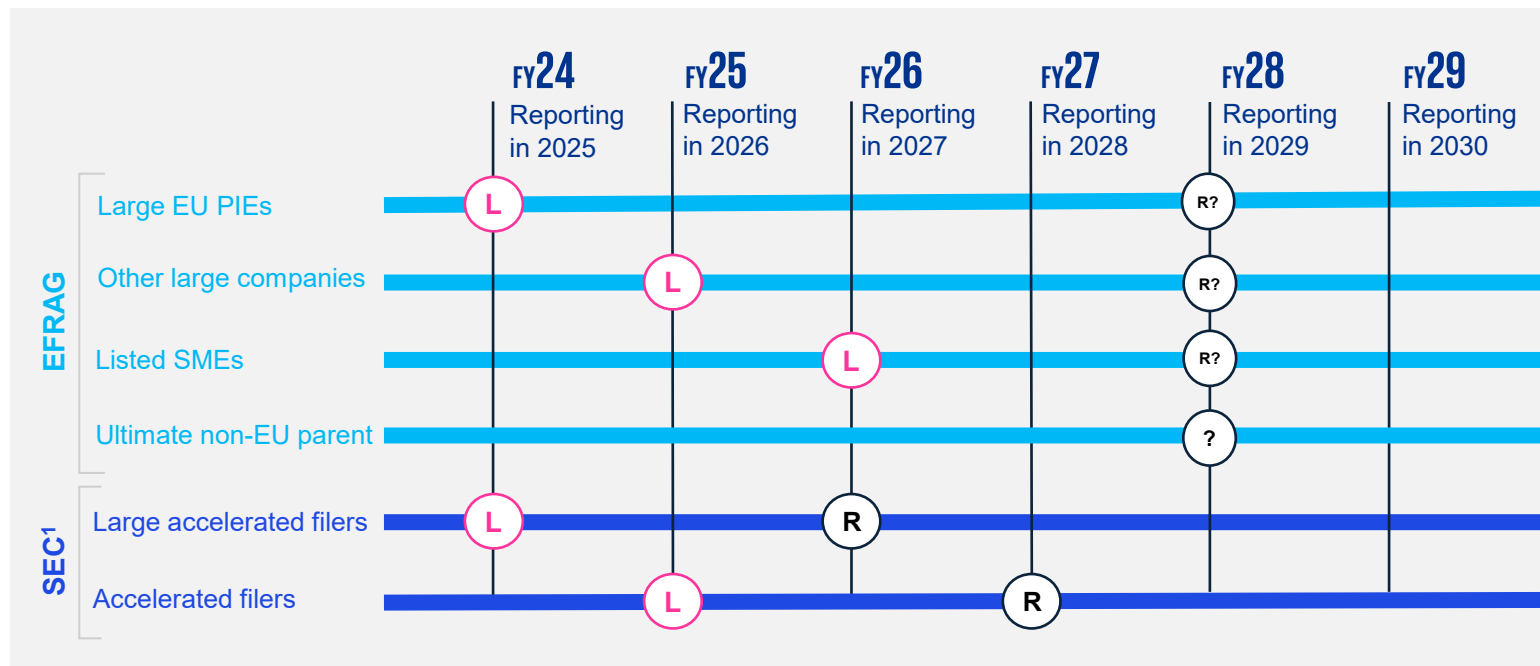 FY24
Reporting
in 2025
FY25
Reporting
in 2026
FY26
Reporting
in 2027
FY27
Reporting
in 2028
FY28
Reporting
in 2029
FY29
Reporting
in 2030
EFRAG
Large EU PIEs
L
R?
Other large companies
L
R?
Listed SMEs
L
R?
Ultimate non-EU parent
?
SEC¹
Large accelerated filers
L
R
Accelerated filers
L
R